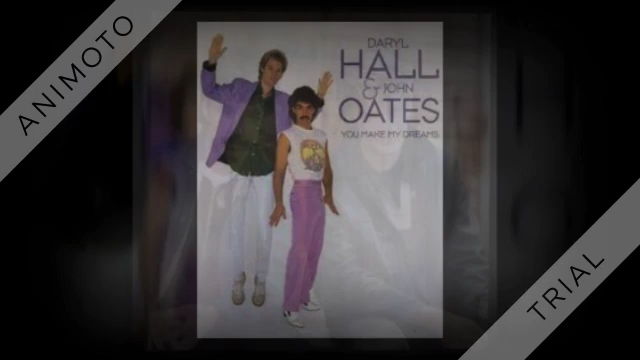 ANIMOTO
DARYL
HALL
& JOHN
OATES
YOU MAKE MY DREAMS
TRIAL